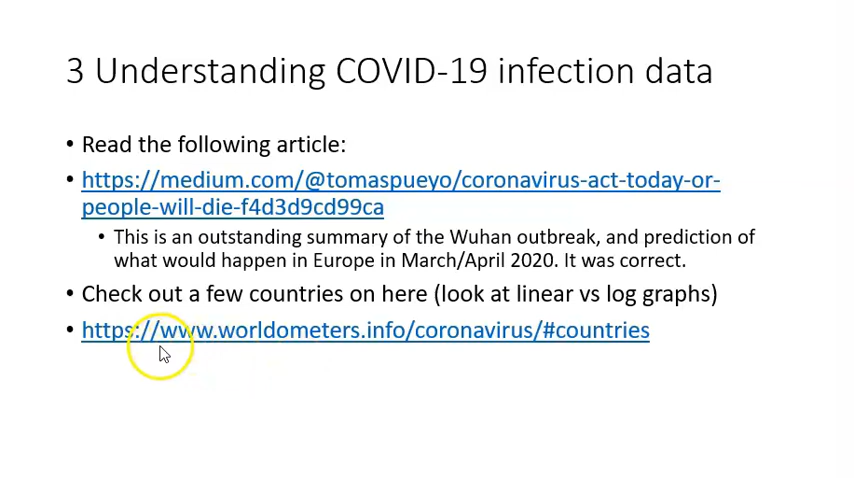 3 Understanding COVID-19 infection data
• Read the following article:
• https://medium.com/@tomaspueyo/coronavirus-act-today-or-
people-will-die-f4d3d9cd99ca
• This is an outstanding summary of the Wuhan outbreak, and prediction of
what would happen in Europe in March/April 2020. It was correct.
• Check out a few countries on here (look at linear vs log graphs)
• https://www.worldometers.info/coronavirus/#countries